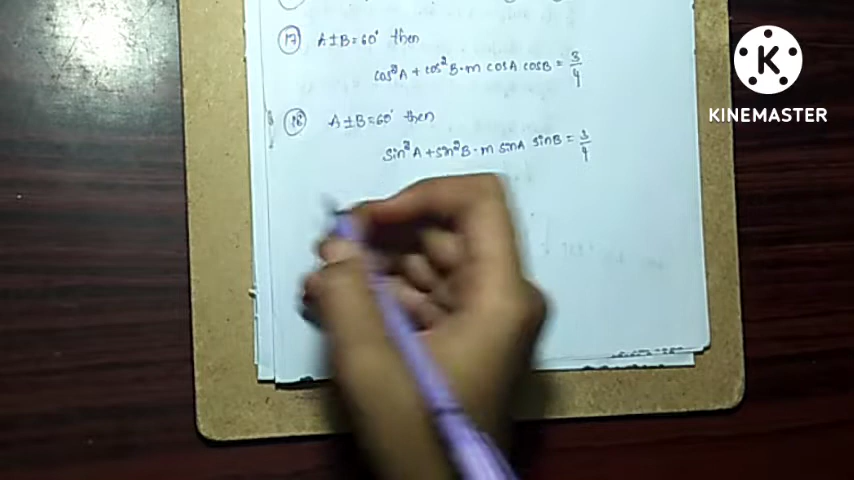 (17) A±B=60° then
cos²A + cos²B - m cosA cosB = 3/4
(18) A±B=60° then
sin²A + sin²B - m sinA sinB = 3/4
K
KINEMASTER